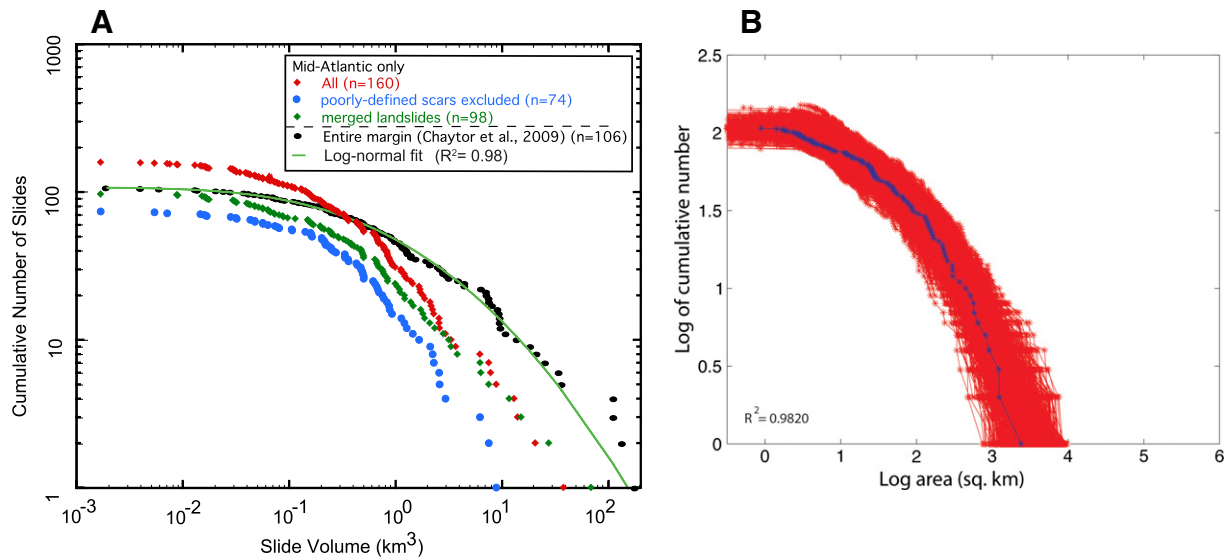 A
1000
100
10
1
Cumulative Number of Slides
Mid-Atlantic only
All (n=160)
poorly-defined scars excluded (n=74)
merged landslides (n=98)
Entire margin (Chaytor et al., 2009) (n=106)
Log-normal fit (R²= 0.98)
10⁻³ 10⁻² 10⁻¹ 10⁰ 10¹ 10²
Slide Volume (km³)
B
2.5
2
1.5
1
0.5
0
Log of cumulative number
R² = 0.9820
0 1 2 3 4 5 6
Log area (sq. km)